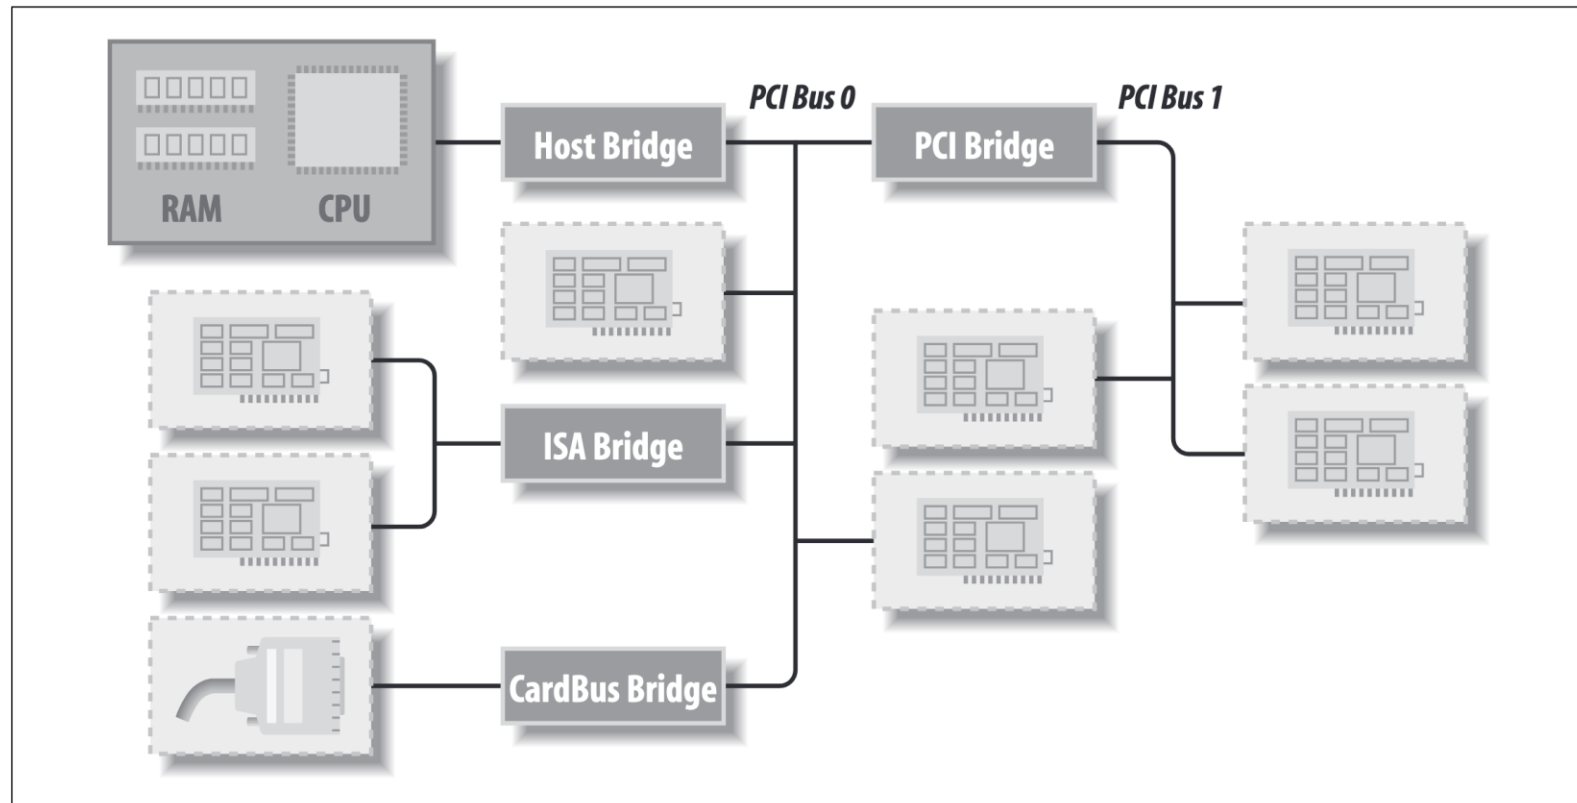 PCI Bus 0
PCI Bus 1
Host Bridge
PCI Bridge
RAM
CPU
ISA Bridge
CardBus Bridge